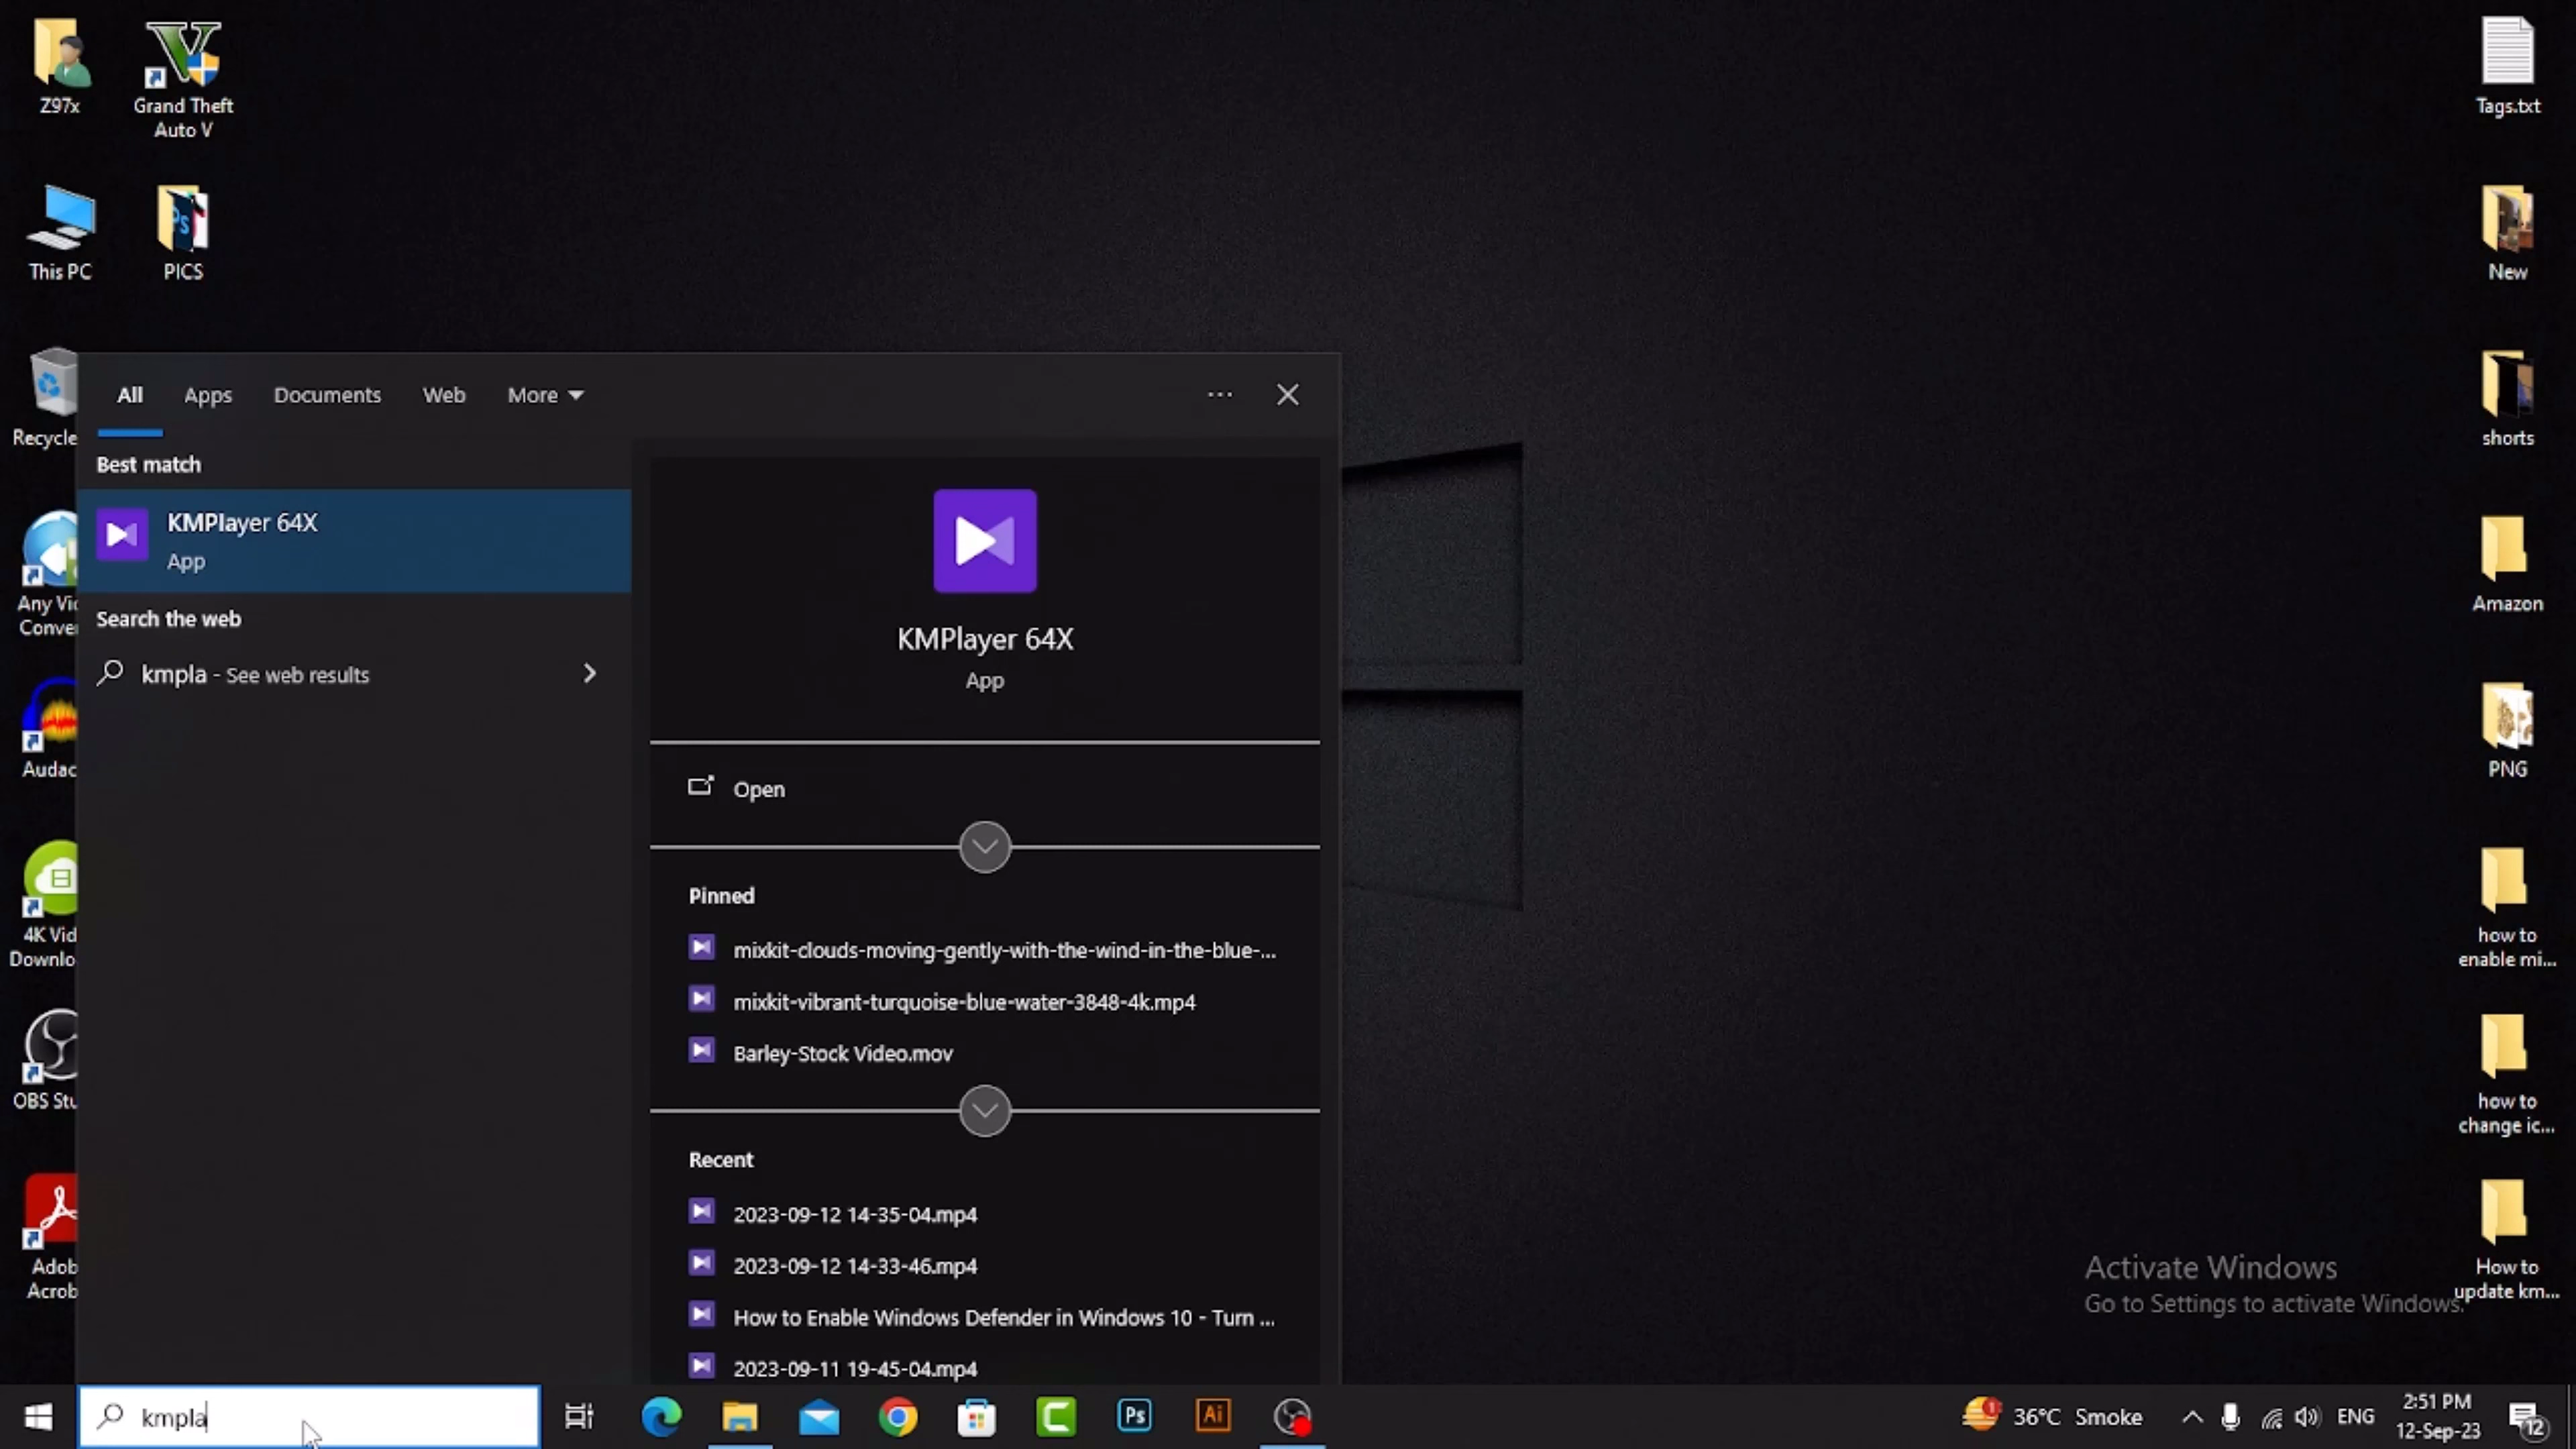 Z97x
Grand Theft
Auto V
Tags.txt
This PC
PICS
New
Recycle
shorts
Any Vi
Conve
Amazon
Audac
PNG
4K Vid
Downlo
how to
enable mi...
OBS Stu
how to
change ic...
Adob
Acrob
How to
update km...
All
Apps
Documents
Web
More
Best match
KMPlayer 64X
App
Search the web
kmpla - See web results
KMPlayer 64X
App
Open
Pinned
mixkit-clouds-moving-gently-with-the-wind-in-the-blue-...
mixkit-vibrant-turquoise-blue-water-3848-4k.mp4
Barley-Stock Video.mov
Recent
2023-09-12 14-35-04.mp4
2023-09-12 14-33-46.mp4
How to Enable Windows Defender in Windows 10 - Turn ...
2023-09-11 19-45-04.mp4
Activate Windows
Go to Settings to activate Windows.
kmpla
Ps
Ai
1
36°C Smoke
ENG
2:51 PM
12-Sep-23
12